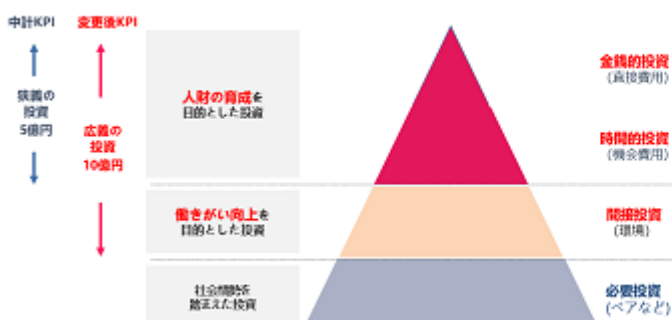 中計KPI
変更後KPI
狭義の
投資
5億円
広義の
投資
10億円
人財の育成を
目的とした投資
働きがい向上を
目的とした投資
社会情勢を
踏まえた投資
金銭的投資
(直接費用)
時間的投資
(機会費用)
間接投資
(環境)
必要投資
(ベアなど)